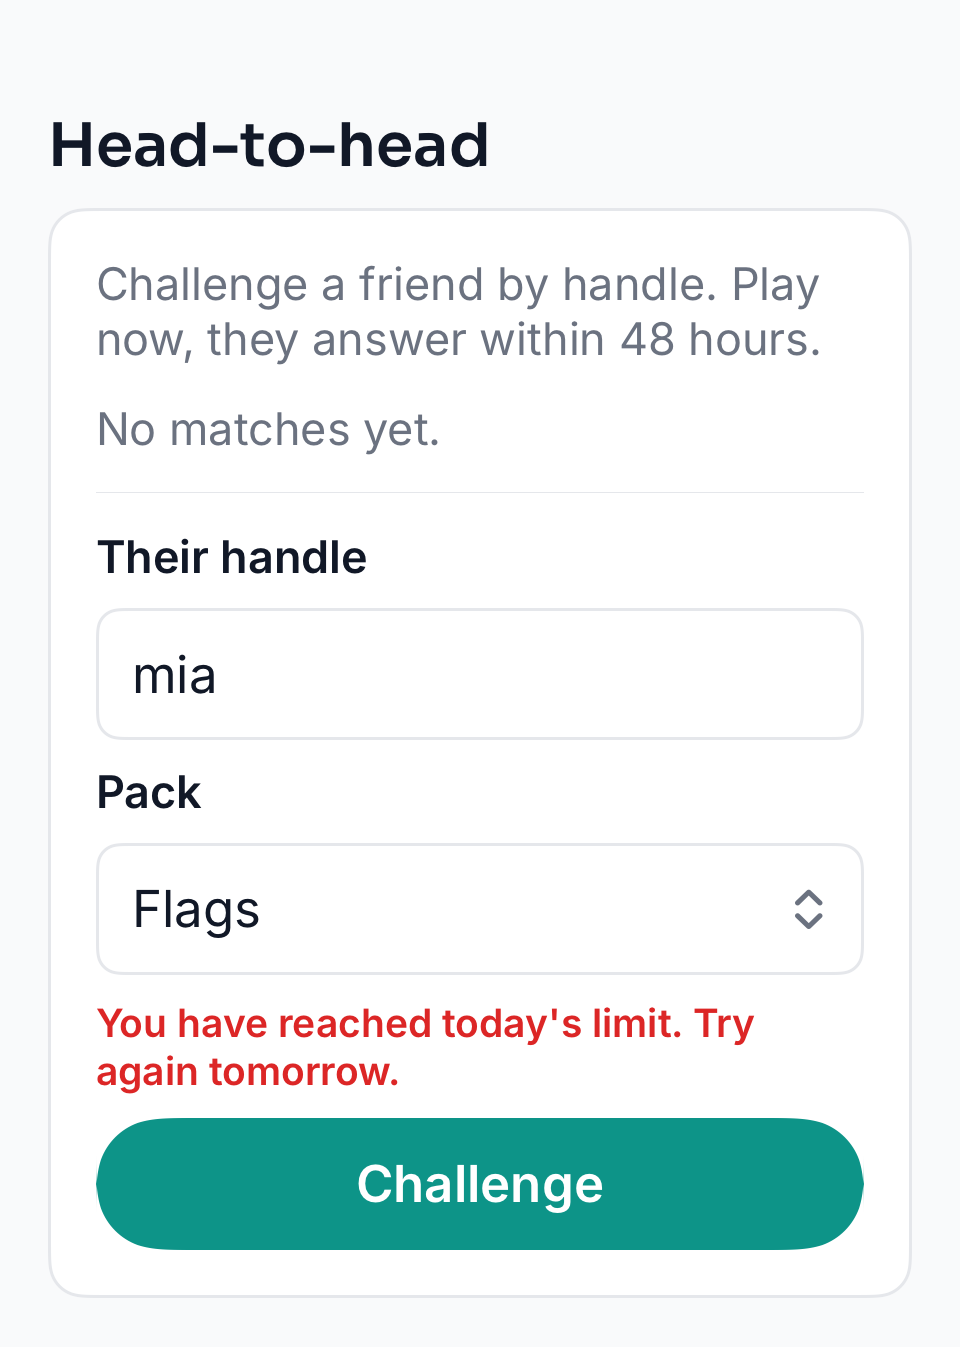 Head-to-head
Challenge a friend by handle. Play
now, they answer within 48 hours.
No matches yet.
Their handle
mia
Pack
Flags
You have reached today's limit. Try
again tomorrow.
Challenge